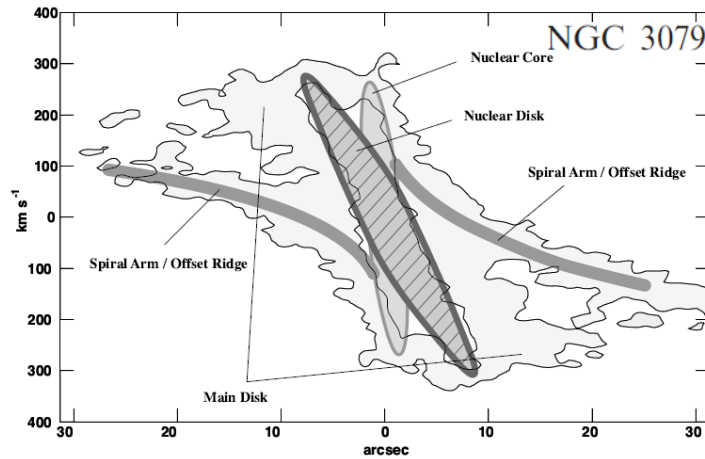 NGC 3079
400
300
200
100
0
100
200
300
400
km s⁻¹
Nuclear Core
Nuclear Disk
Spiral Arm / Offset Ridge
Spiral Arm / Offset Ridge
Main Disk
30 20 10 0 10 20 30
arcsec